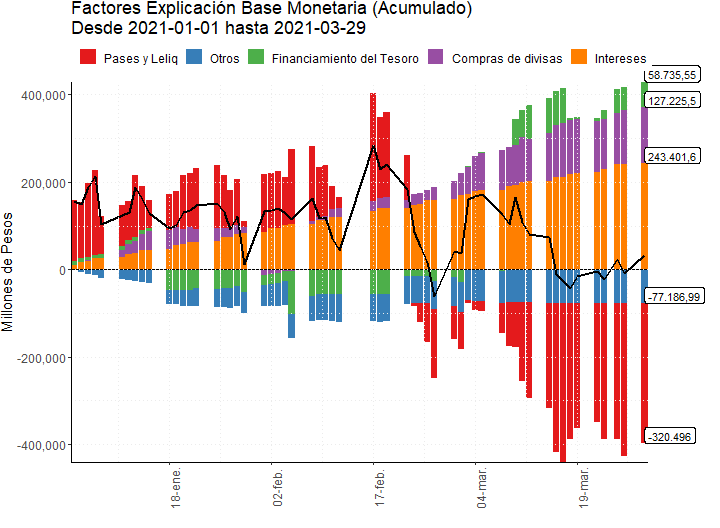 Factores Explicación Base Monetaria (Acumulado)
Desde 2021-01-01 hasta 2021-03-29
Pases y Leliq Otros Financiamiento del Tesoro Compras de divisas Intereses
58.735,55
400,000
127.225,5
243.401,6
200,000
Millones de Pesos
0
-77.186,99
-200,000
-320.496
-400,000
18-ene.
02-feb.
17-feb.
04-mar.
19-mar.